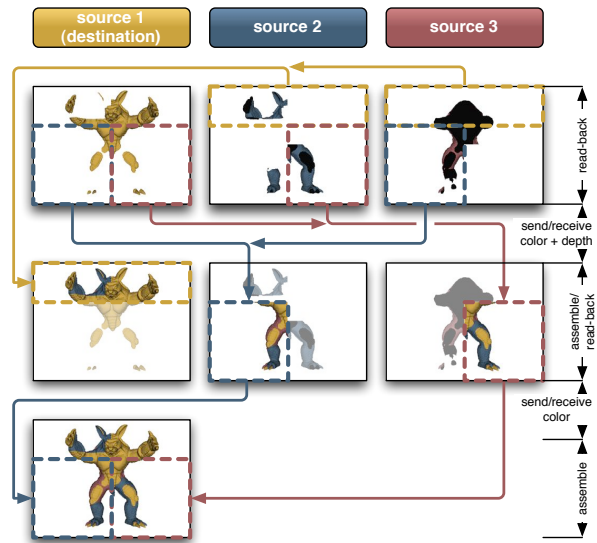 source 1
(destination)
source 2
source 3
read-back
send/receive
color + depth
assemble/
read-back
send/receive
color
assemble